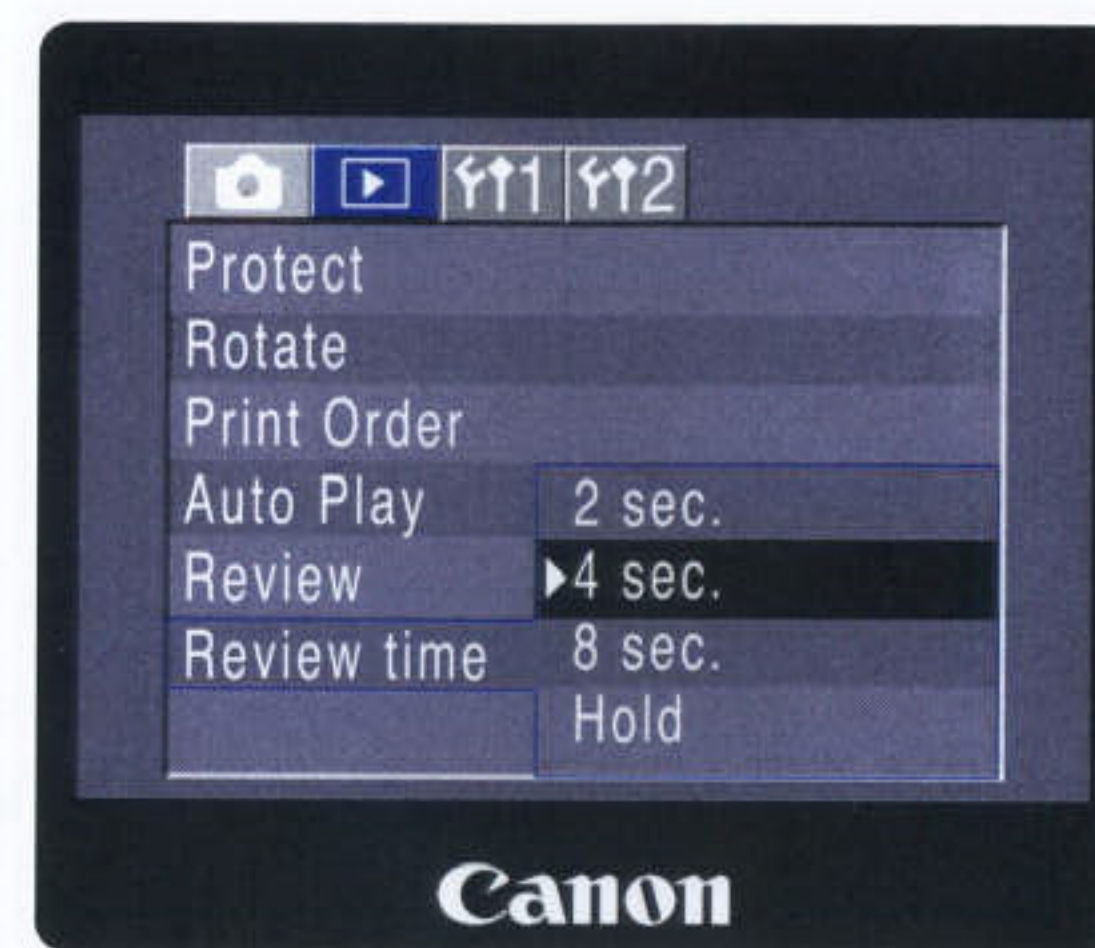 1
2
Protect
Rotate
Print Order
Auto Play
2 sec.
Review
4 sec.
Review time
8 sec.
Hold
Canon